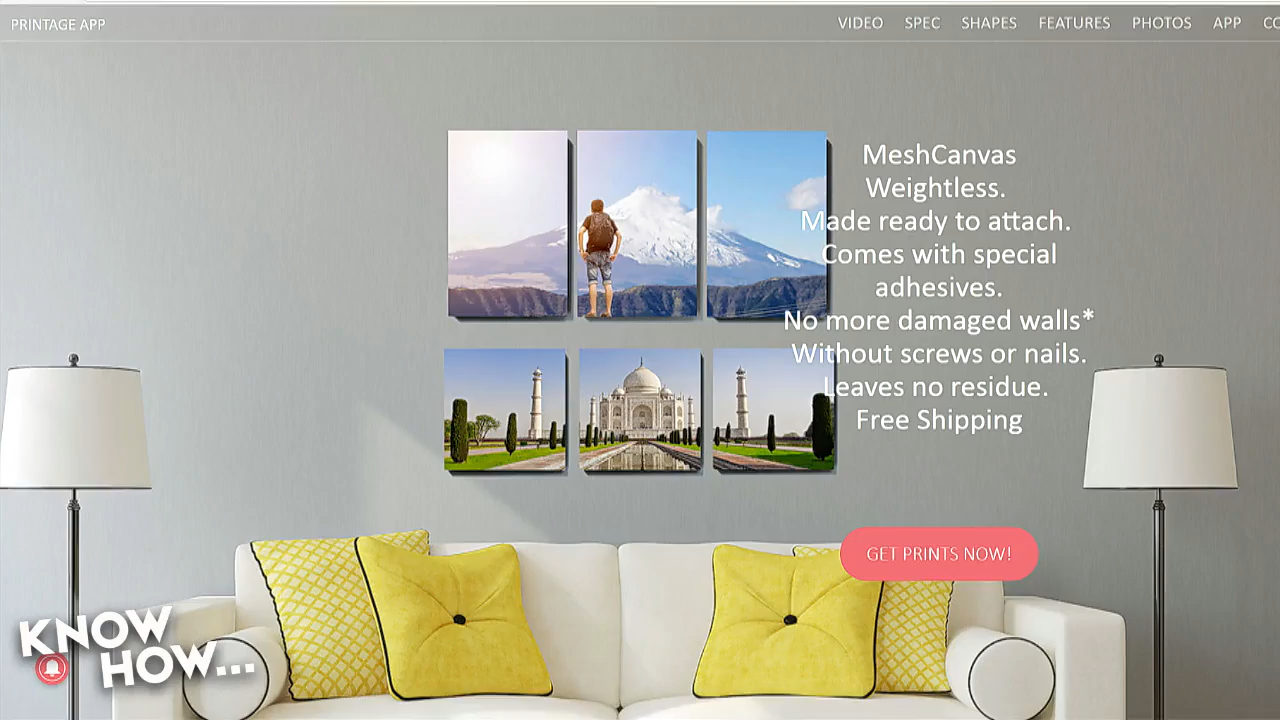 PRINTAGE APP
VIDEO SPEC SHAPES FEATURES PHOTOS APP
MeshCanvas
Weightless.
Made ready to attach.
Comes with special
adhesives.
No more damaged walls*
Without screws or nails.
Leaves no residue.
Free Shipping
GET PRINTS NOW!
KNOW
HOW...